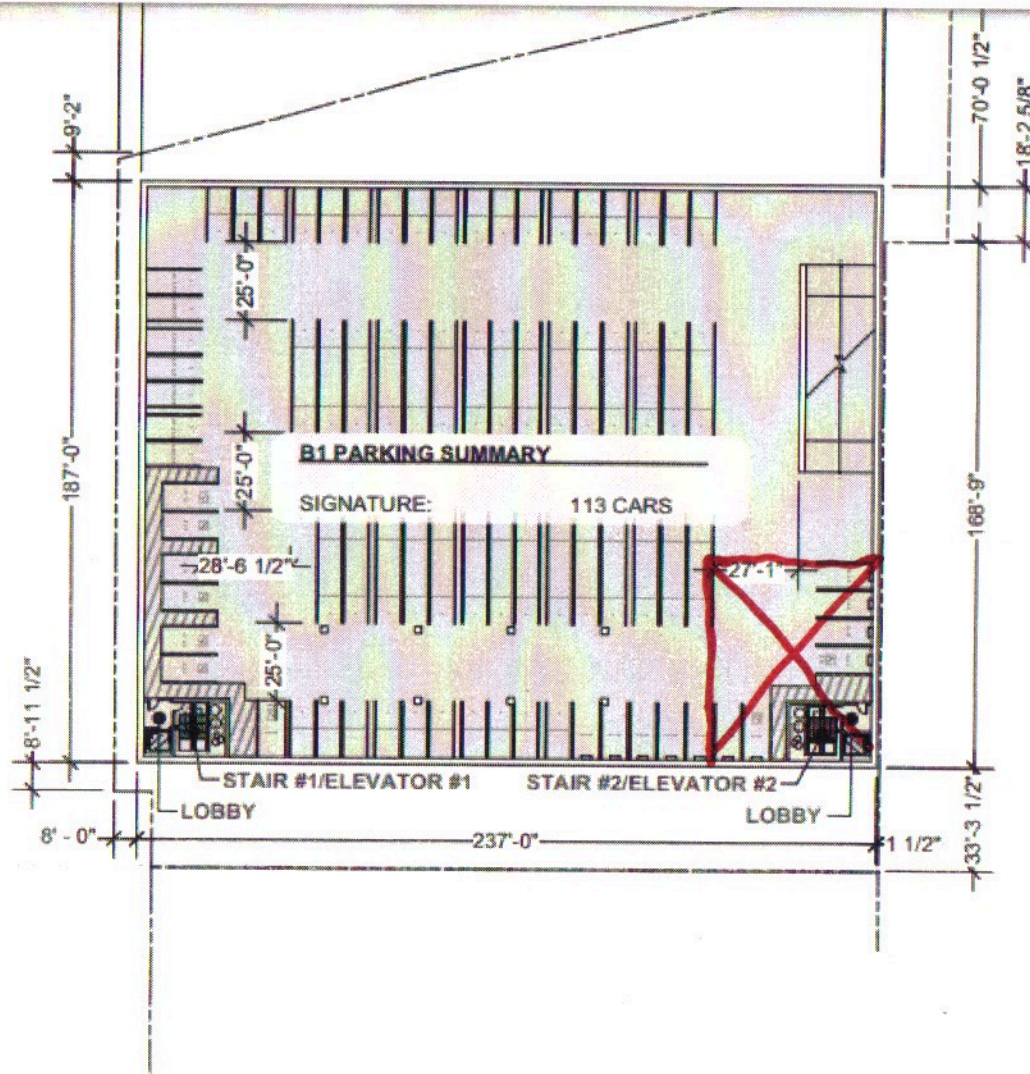 9'-2"
70'-0 1/2"
18'-2 5/8"
25'-0"
187'-0"
B1 PARKING SUMMARY
25'-0"
SIGNATURE: 113 CARS
168'-9"
28'-6 1/2"
27'-1"
25'-0"
8'-11 1/2"
STAIR #1/ELEVATOR #1
STAIR #2/ELEVATOR #2
LOBBY
LOBBY
8' - 0"
237'-0"
1 1/2"
33'-3 1/2"